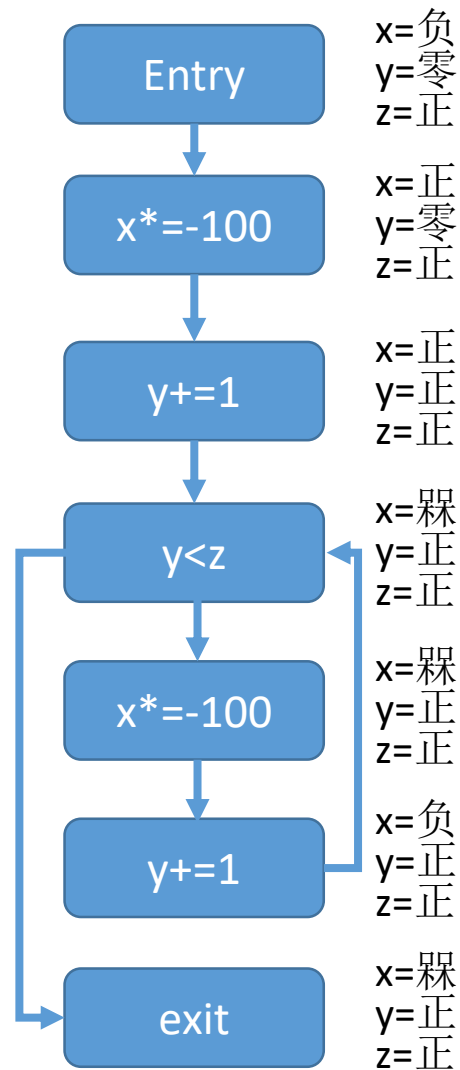 Entry
x=负
y=零
z=正
x*=-100
x=正
y=零
z=正
y+=1
x=正
y=正
z=正
y<z
x=槑
y=正
z=正
x*=-100
x=槑
y=正
z=正
y+=1
x=负
y=正
z=正
exit
x=槑
y=正
z=正